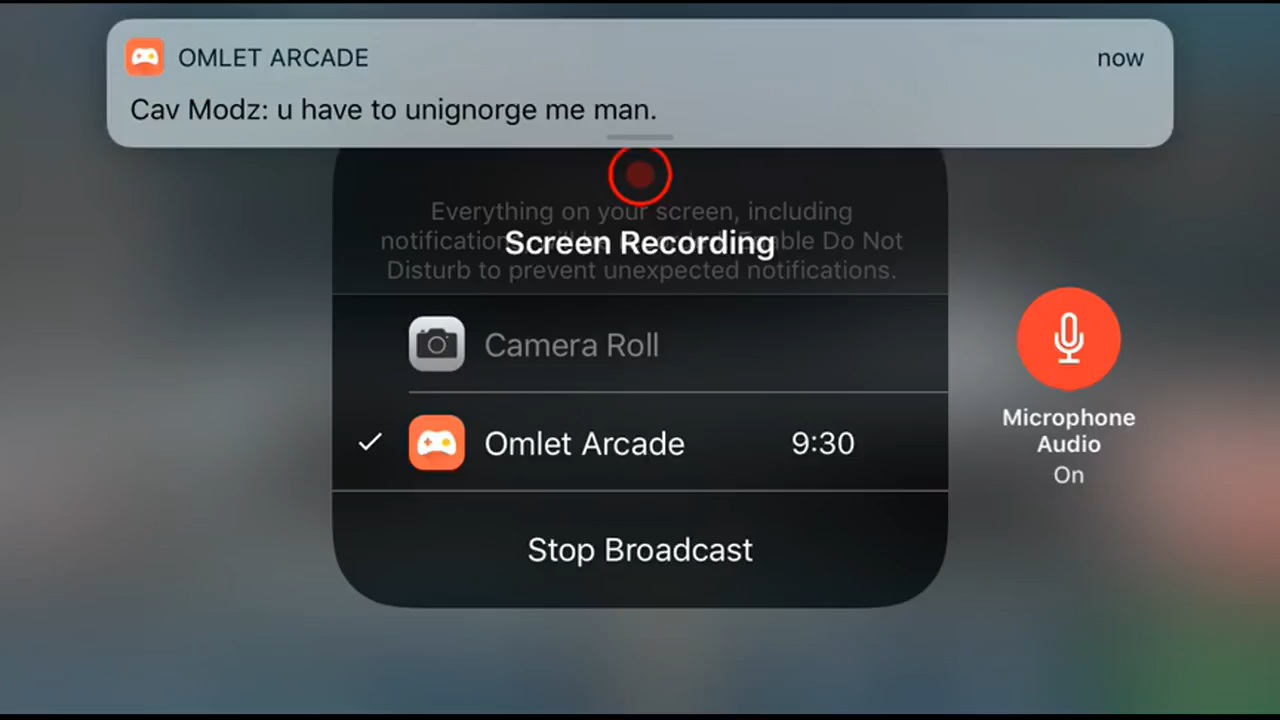 OMLET ARCADE
now
Cav Modz: u have to unignorge me man.
Everything on your screen, including
Disturb to prevent unexpected notifications.
Screen Recording
Camera Roll
Omlet Arcade 9:30
Stop Broadcast
Microphone
Audio
On